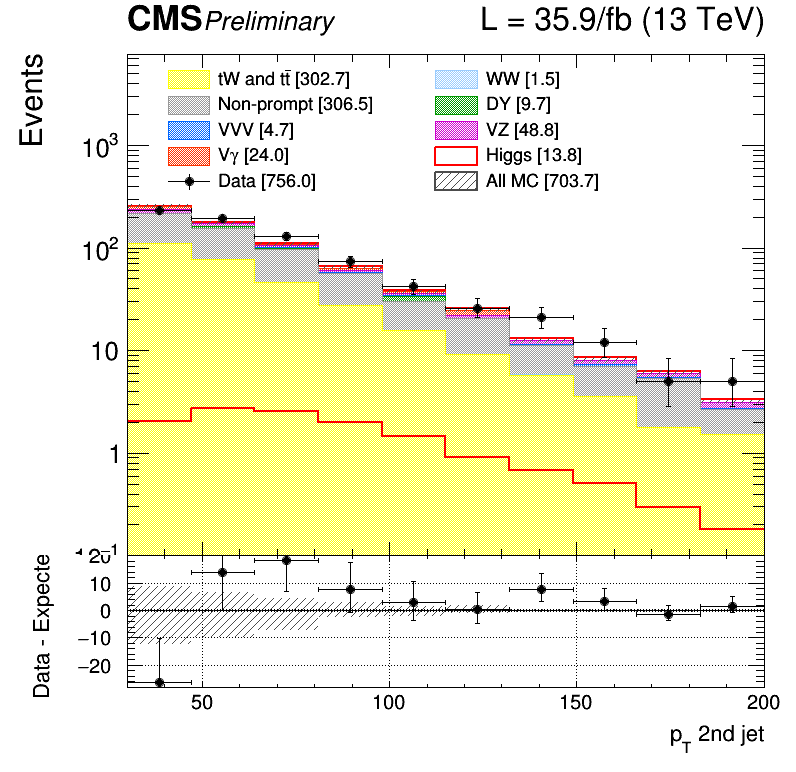 CMS Preliminary L = 35.9/fb (13 TeV)
Events
tW and tt̄ [302.7] WW [1.5]
Non-prompt [306.5] DY [9.7]
VVV [4.7] VZ [48.8]
Vγ [24.0] Higgs [13.8]
Data [756.0] All MC [703.7]
10³
10²
10
1
Data - Expecte
20
10
0
−10
−20
50 100 150 200
p_T 2nd jet